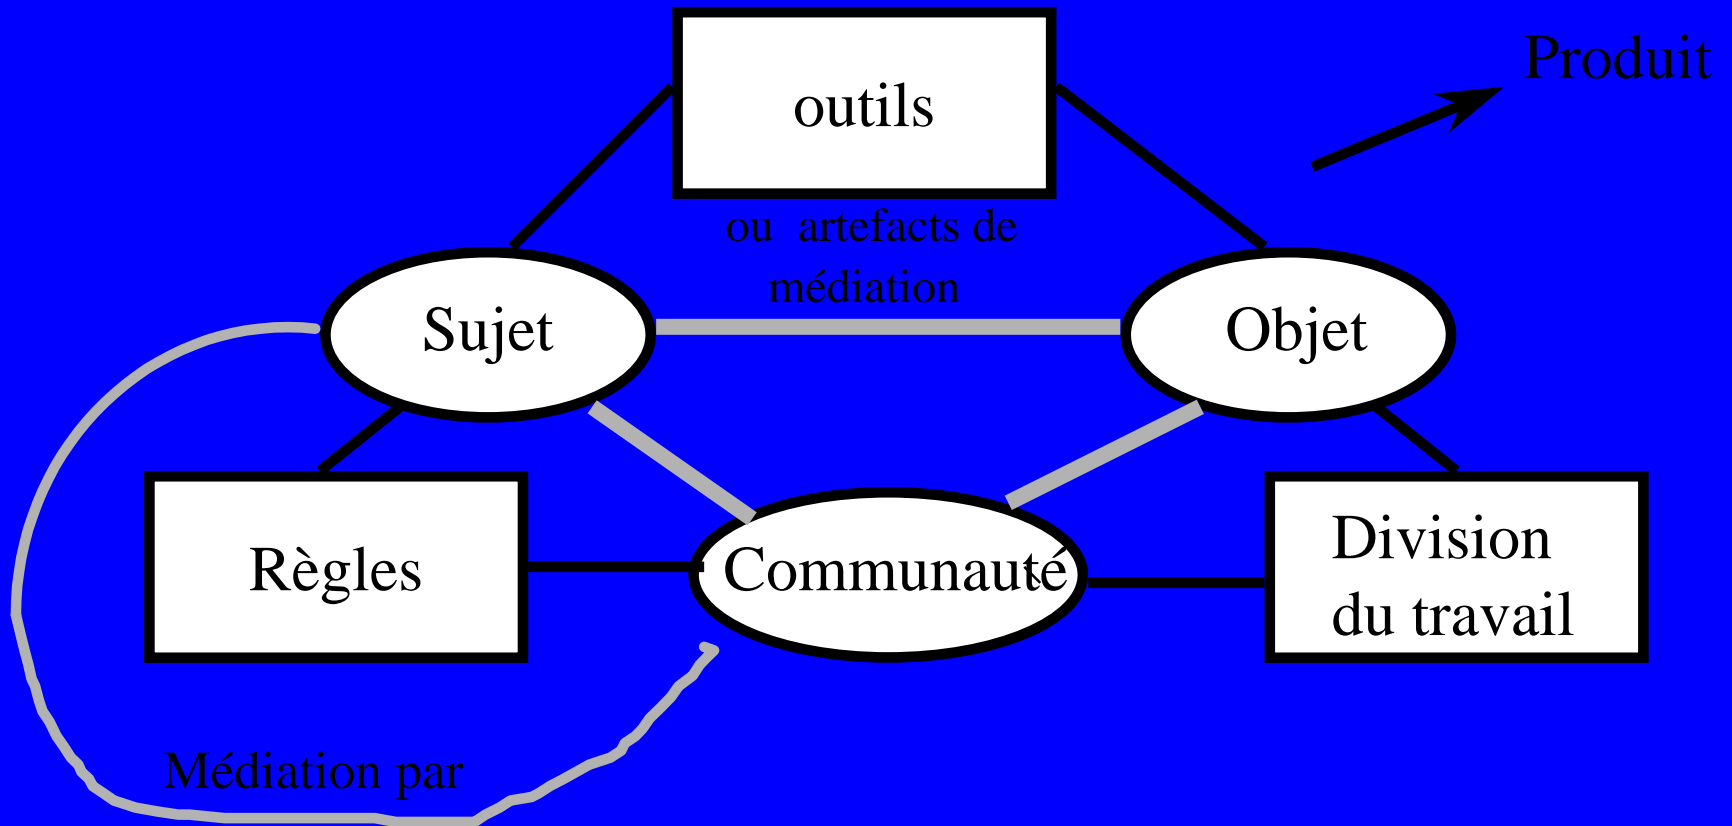 Produit
outils
ou artefacts de
médiation
Sujet
Objet
Règles
Communauté
Division
du travail
Médiation par